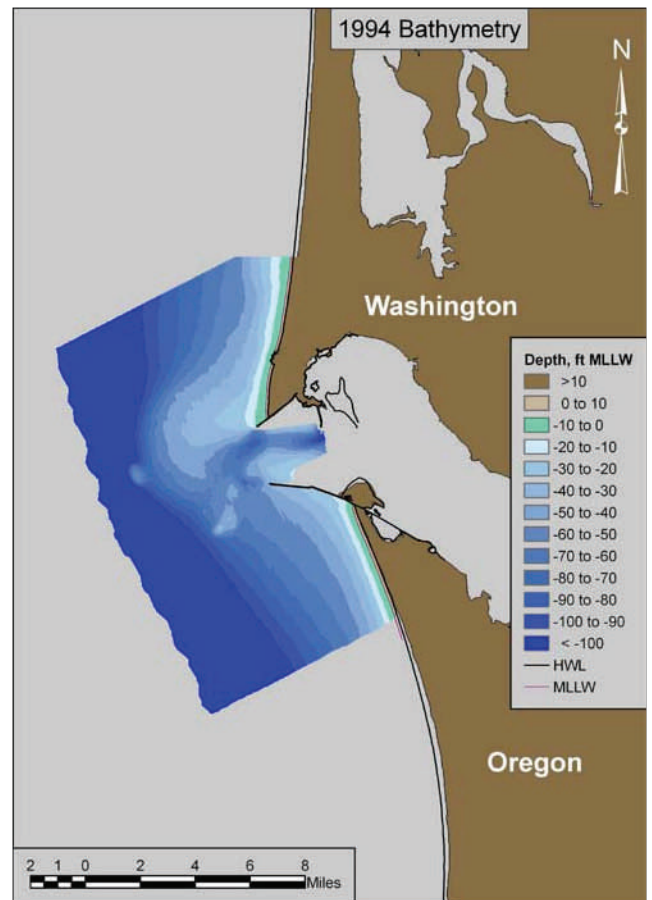 1994 Bathymetry
N
Washington
Depth, ft MLLW
>10
0 to 10
-10 to 0
-20 to -10
-30 to -20
-40 to -30
-50 to -40
-60 to -50
-70 to -60
-80 to -70
-90 to -80
-100 to -90
< -100
HWL
MLLW
Oregon
2 1 0 2 4 6 8
Miles